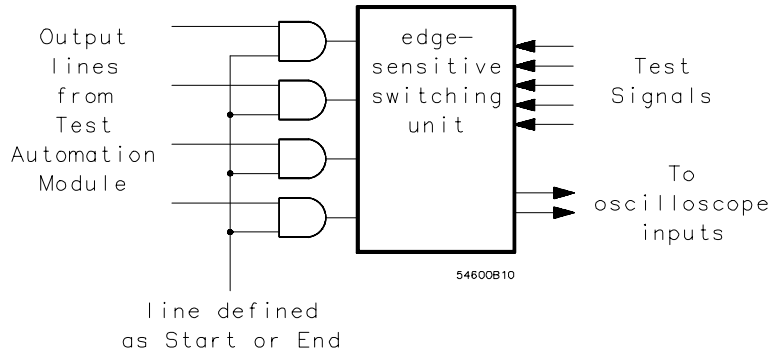 Output
lines
from
Test
Automation
Module
edge-
sensitive
switching
unit
Test
Signals
To
oscilloscope
inputs
54600B10
line defined
as Start or End